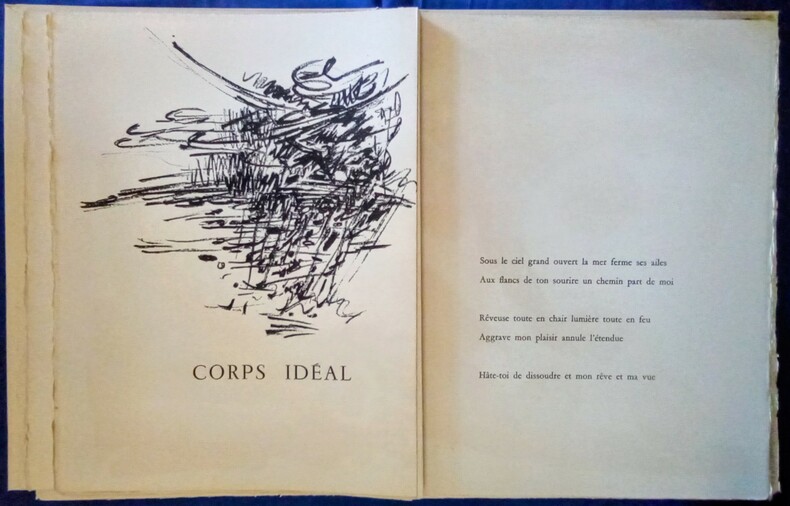 CORPS IDÉAL
Sous le ciel grand ouvert la mer ferme ses ailes
Aux flancs de ton sourire un chemin part de moi
Rêveuse toute en chair lumière toute en feu
Aggrave mon plaisir annule l'étendue
Hâte-toi de dissoudre et mon rêve et ma vue